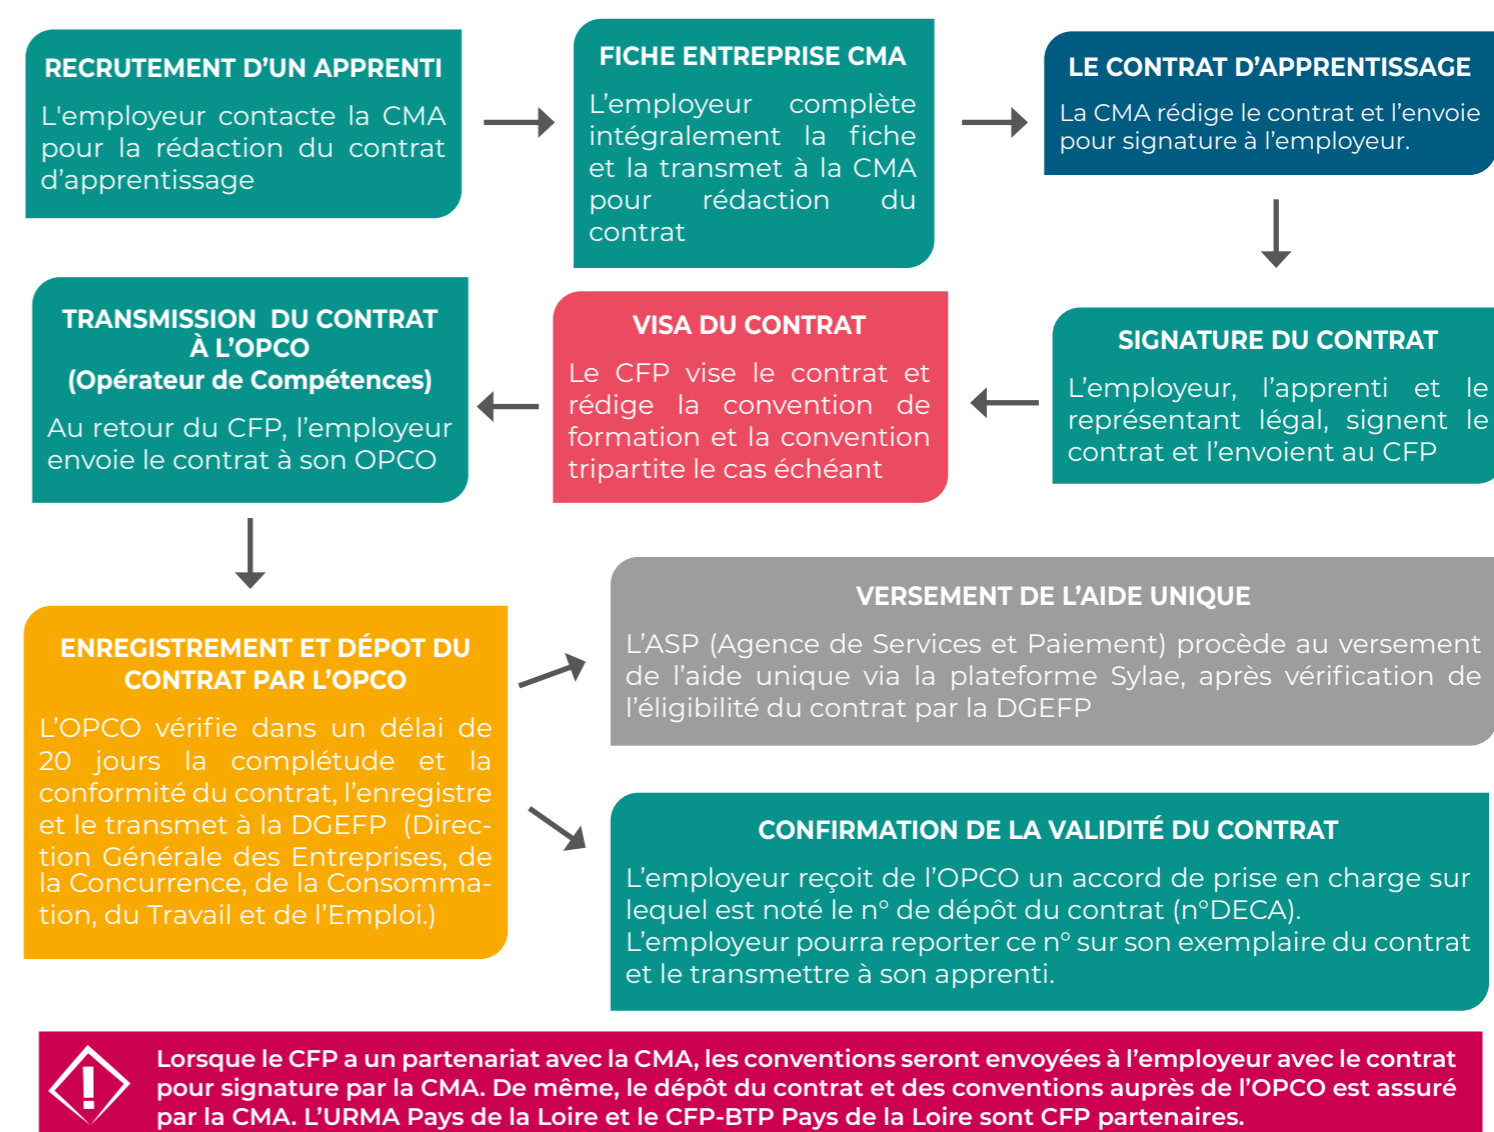 RECRUTEMENT D’UN APPRENTI
L'employeur contacte la CMA
pour la rédaction du contrat
d’apprentissage
FICHE ENTREPRISE CMA
L’employeur complète
intégralement la fiche
et la transmet à la CMA
pour rédaction du
contrat
LE CONTRAT D’APPRENTISSAGE
La CMA rédige le contrat et l’envoie
pour signature à l’employeur.
SIGNATURE DU CONTRAT
L’employeur, l’apprenti et le
représentant légal, signent le
contrat et l’envoient au CFP
VISA DU CONTRAT
Le CFP vise le contrat et
rédige la convention de
formation et la convention
tripartite le cas échéant
TRANSMISSION DU CONTRAT
À L’OPCO
(Opérateur de Compétences)
Au retour du CFP, l’employeur
envoie le contrat à son OPCO
ENREGISTREMENT ET DÉPOT DU
CONTRAT PAR L’OPCO
L’OPCO vérifie dans un délai de
20 jours la complétude et la
conformité du contrat, l’enregistre
et le transmet à la DGEFP (Direc-
tion Générale des Entreprises, de
la Concurrence, de la Consomma-
tion, du Travail et de l’Emploi.)
VERSEMENT DE L’AIDE UNIQUE
L’ASP (Agence de Services et Paiement) procède au versement
de l’aide unique via la plateforme Sylae, après vérification de
l’éligibilité du contrat par la DGEFP
CONFIRMATION DE LA VALIDITÉ DU CONTRAT
L’employeur reçoit de l’OPCO un accord de prise en charge sur
lequel est noté le n° de dépôt du contrat (n°DECA).
L’employeur pourra reporter ce n° sur son exemplaire du contrat
et le transmettre à son apprenti.
Lorsque le CFP a un partenariat avec la CMA, les conventions seront envoyées à l’employeur avec le contrat
pour signature par la CMA. De même, le dépôt du contrat et des conventions auprès de l’OPCO est assuré
par la CMA. L’URMA Pays de la Loire et le CFP-BTP Pays de la Loire sont CFP partenaires.